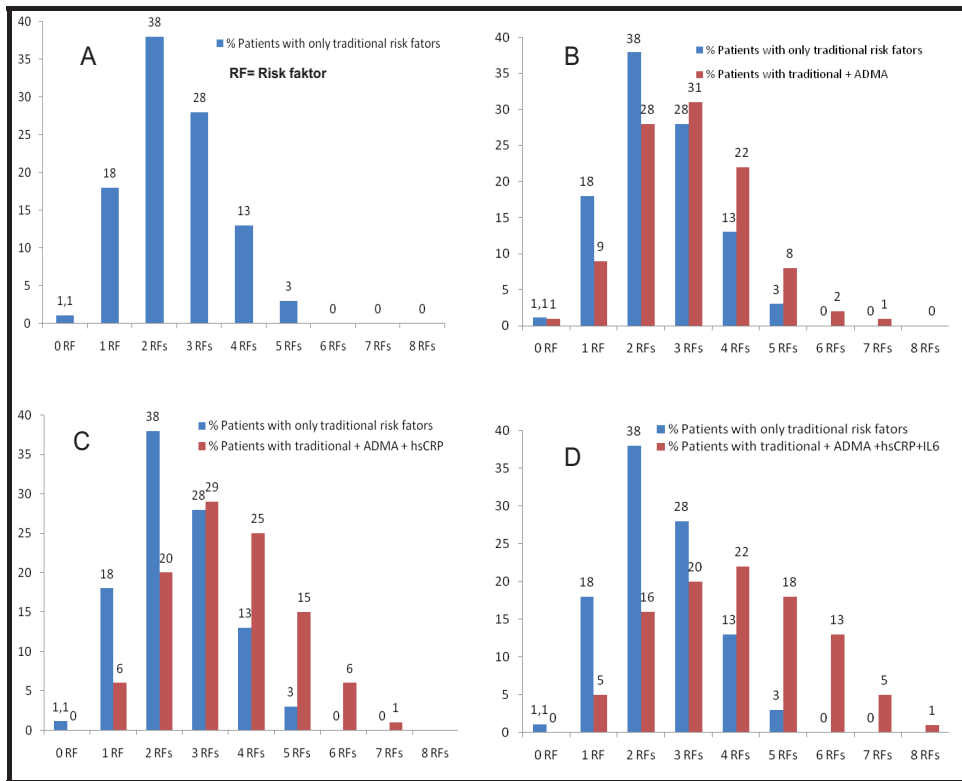 A
% Patients with only traditional risk fators
RF= Risk faktor
40
35
30
25
20
15
10
5
0
1,1
18
38
28
13
3
0
0
0
0 RF
1 RF
2 RFs
3 RFs
4 RFs
5 RFs
6 RFs
7 RFs
8 RFs
B
% Patients with only traditional risk fators
% Patients with traditional + ADMA
40
35
30
25
20
15
10
5
0
1,1
1
18
9
38
28
28
31
13
22
3
8
0
2
0
1
0
0 RF
1 RF
2 RFs
3 RFs
4 RFs
5 RFs
6 RFs
7 RFs
8 RFs
C
% Patients with only traditional risk fators
% Patients with traditional + ADMA + hsCRP
40
35
30
25
20
15
10
5
0
1,1
0
18
6
38
20
28
29
13
25
3
15
0
6
0
1
0 RF
1 RF
2 RFs
3 RFs
4 RFs
5 RFs
6 RFs
7 RFs
8 RFs
D
% Patients with only traditional risk fators
% Patients with traditional + ADMA +hsCRP+IL6
40
35
30
25
20
15
10
5
0
1,1
0
18
5
38
16
28
20
13
22
3
18
0
13
0
5
1
0 RF
1 RF
2 RFs
3 RFs
4 RFs
5 RFs
6 RFs
7 RFs
8 RFs